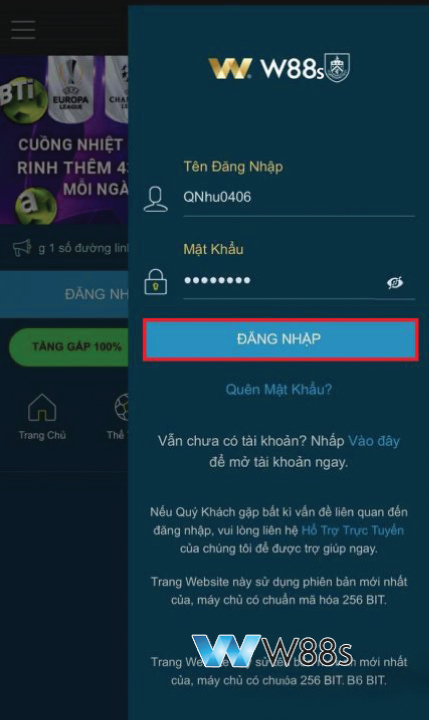 W88s
BTi
EUROPA
CHA
CUỒNG NHIỆT
RINH THÊM 4
MỖI NGÀ
a
g 1 số đường lin
ĐĂNG NH
TĂNG GẤP 100%
Trang Chủ
Thể
Tên Đăng Nhập
QNhu0406
Mật Khẩu
ĐĂNG NHẬP
Quên Mật Khẩu?
Vẫn chưa có tài khoản? Nhấp Vào đây
để mở tài khoản ngay.
Nếu Quý Khách gặp bất kì vấn đề liên quan đến
đăng nhập, vui lòng liên hệ Hỗ Trợ Trực Tuyến
của chúng tôi để được trợ giúp ngay.
Trang Website này sử dụng phiên bản mới nhất
của, máy chủ có chuẩn mã hóa 256 BIT.
W88s
Trang We sử b mới nhất
của, máy chủ có chuóa 256 BIT. B6 BIT.